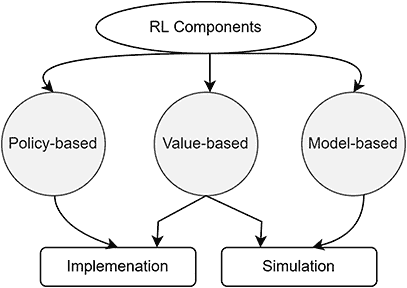 RL Components
Policy-based
Value-based
Model-based
Implemenation
Simulation